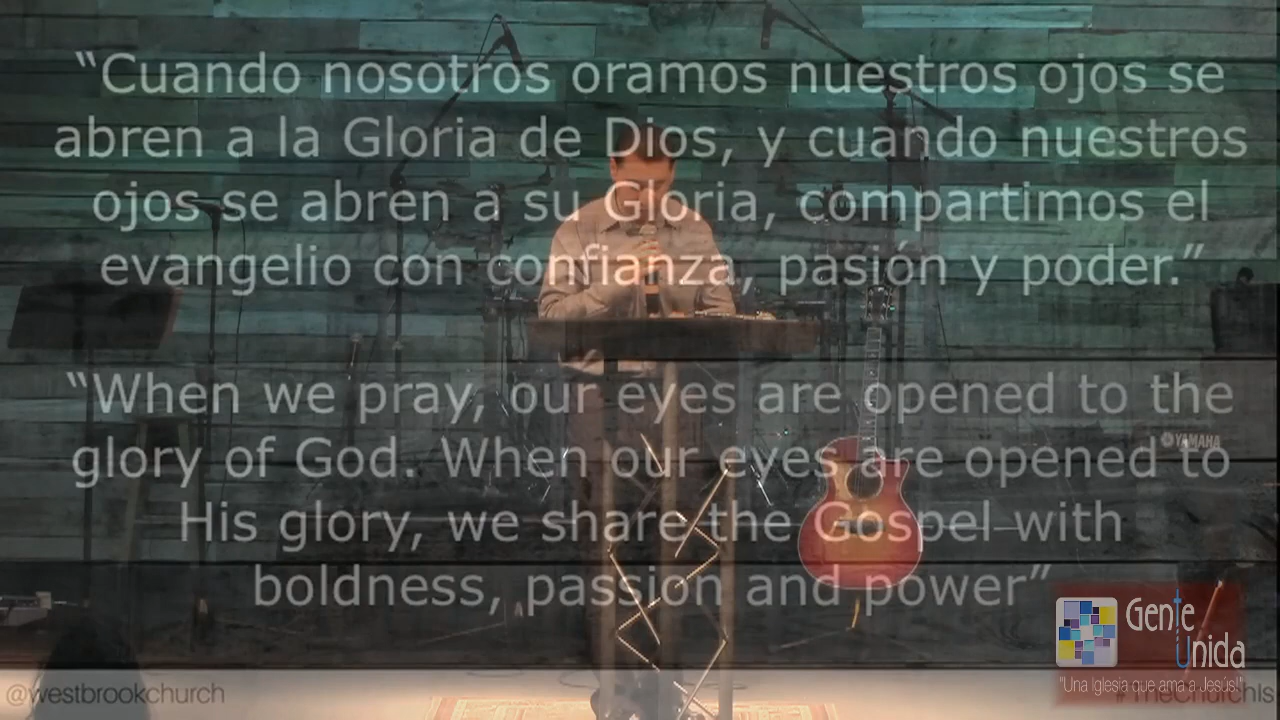 “Cuando nosotros oramos nuestros ojos se
abren a la Gloria de Dios, y cuando nuestros
ojos se abren a su Gloria, compartimos el
evangelio con confianza, pasión y poder.”
“When we pray, our eyes are opened to the
glory of God. When our eyes are opened to
His glory, we share the Gospel with
boldness, passion and power”
YAMAHA
Gente
Unida
"Una Iglesia que ama a Jesús!"
@westbrookchurch
#TheChurchIs